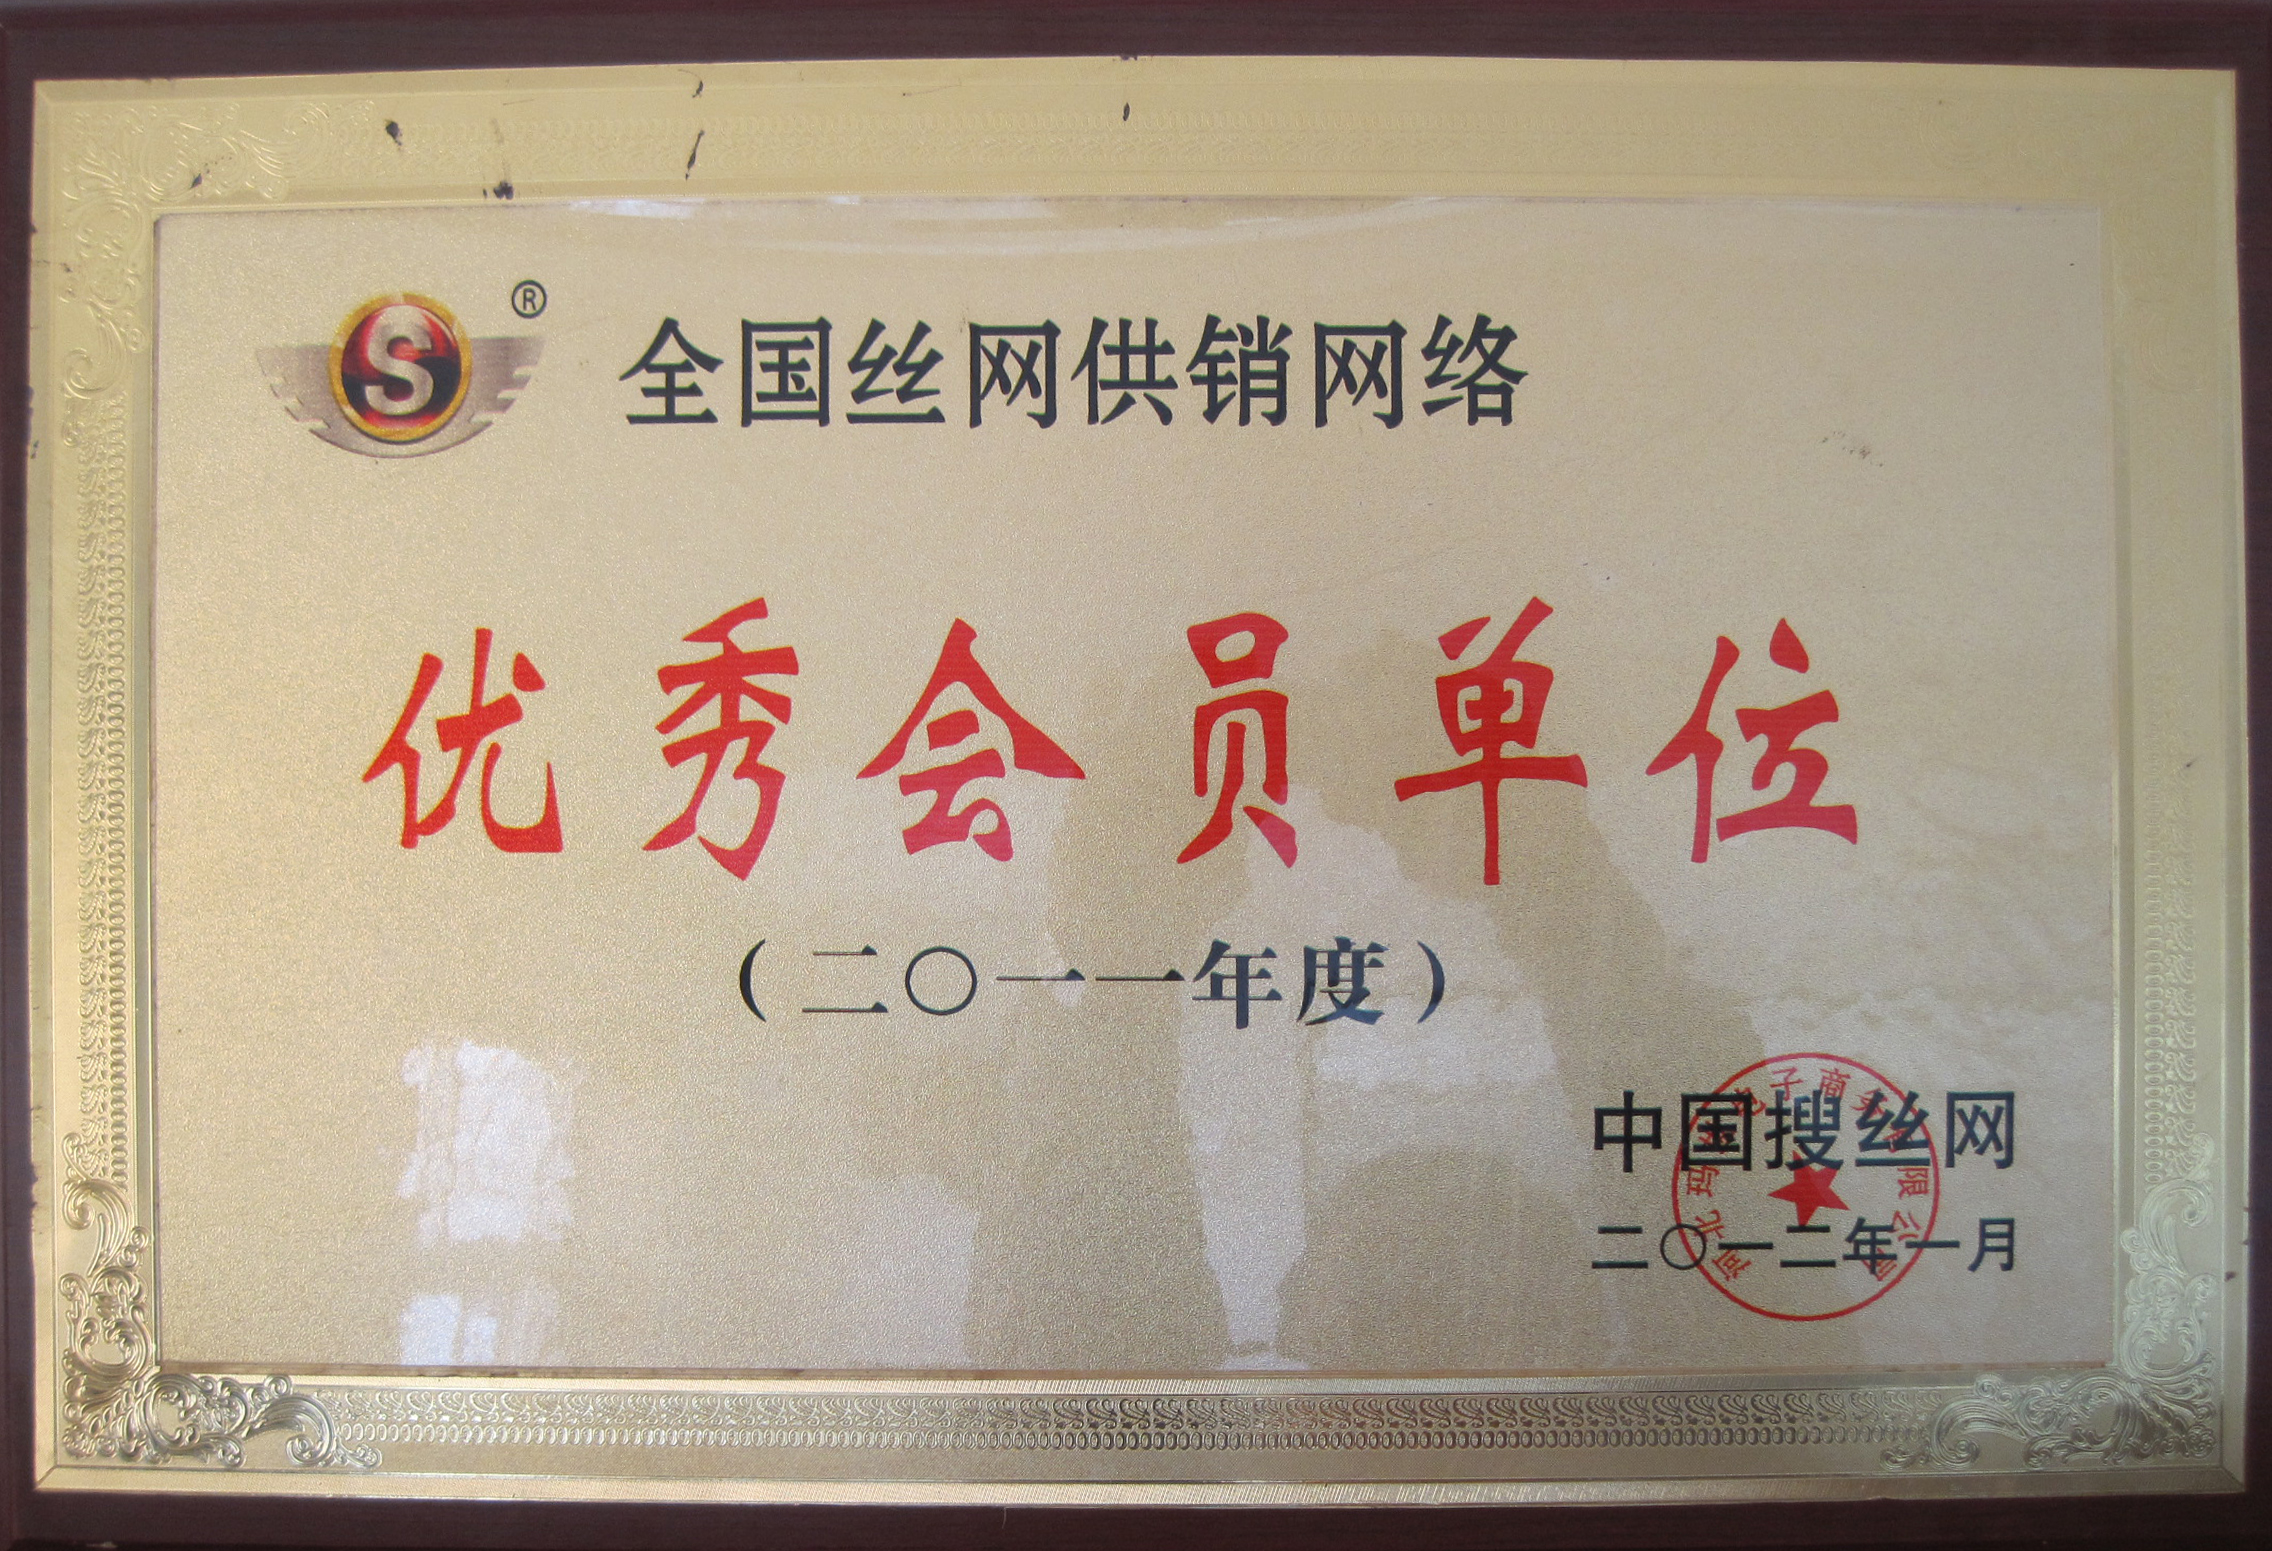 S®
全国丝网供销网络
优秀会员单位
(二〇一一年度)
中国搜丝网
二〇一二年一月